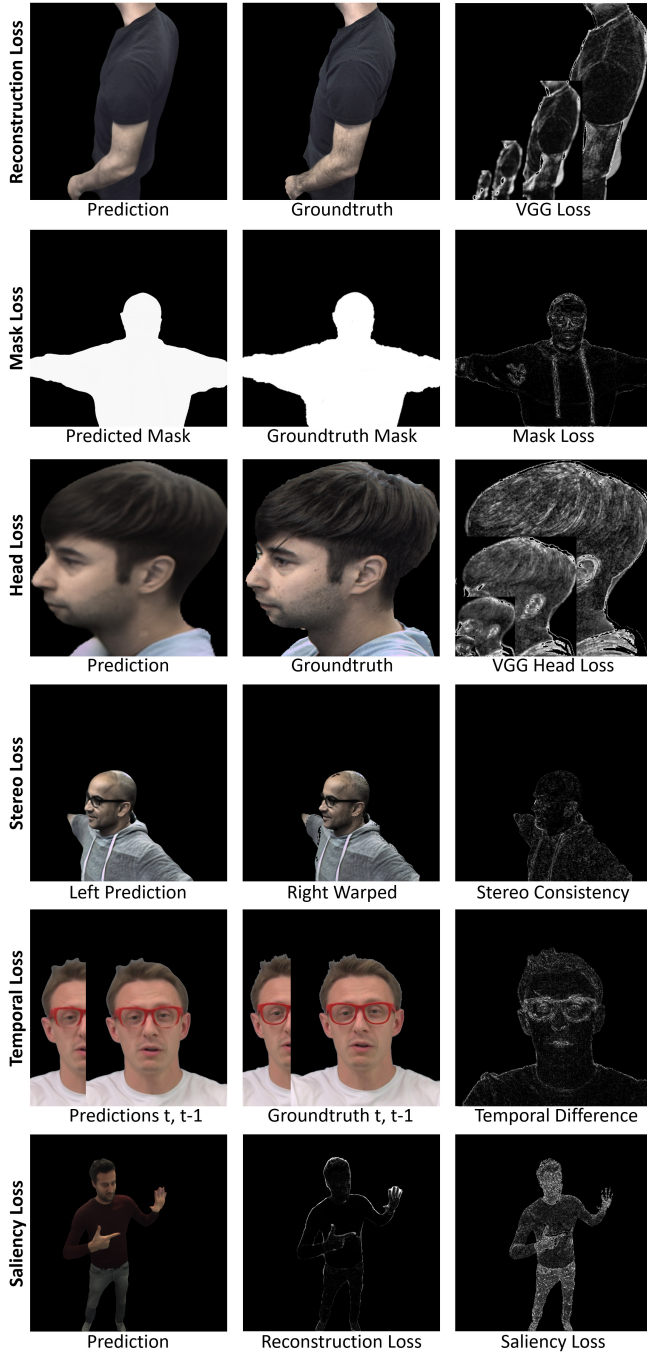 Reconstruction Loss
Prediction Groundtruth VGG Loss
Mask Loss
Predicted Mask Groundtruth Mask Mask Loss
Head Loss
Prediction Groundtruth VGG Head Loss
Stereo Loss
Left Prediction Right Warped Stereo Consistency
Temporal Loss
Predictions t, t-1 Groundtruth t, t-1 Temporal Difference
Saliency Loss
Prediction Reconstruction Loss Saliency Loss